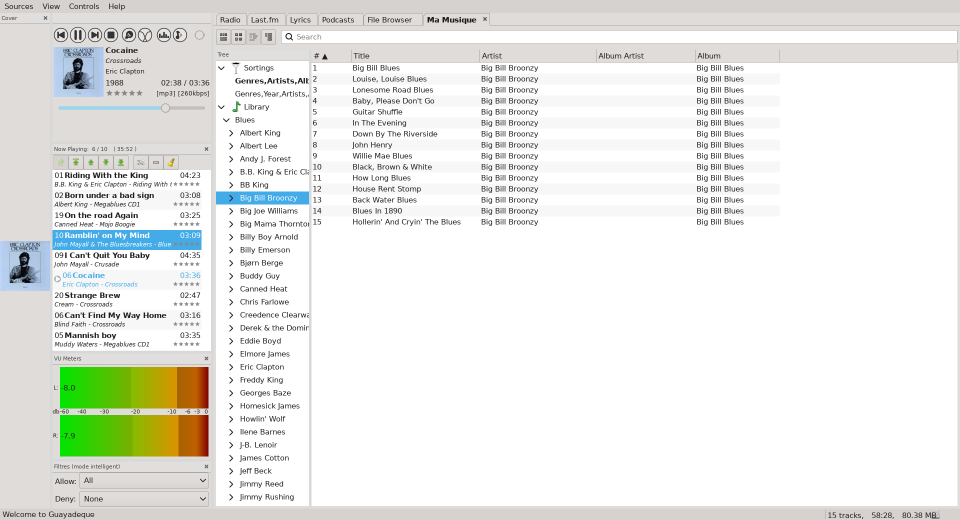 Sources View Controls Help
Cover
Radio Last.fm Lyrics Podcasts File Browser Ma Musique
Cocaine
Crossroads
Eric Clapton
1988 02:38 / 03:36
[mp3] [260kbps]
Now Playing: 6 / 10 ( 35:52 )
01 Riding With the King 04:23
B.B. King & Eric Clapton - Riding With
02 Born under a bad sign 03:08
Albert King - Megablues CD1
19 On the road Again 03:25
Canned Heat - Mojo Boogie
10 Ramblin' on My Mind 03:09
John Mayall & The Bluesbreakers - Blue
09 I Can't Quit You Baby 04:35
John Mayall - Crusade
06 Cocaine 03:36
Eric Clapton - Crossroads
20 Strange Brew 02:47
Cream - Crossroads
06 Can't Find My Way Home 03:16
Blind Faith - Crossroads
05 Mannish boy 03:35
Muddy Waters - Megablues CD1
VU Meters
L: -8.0
db -60 -40 -30 -20 -10 -6 -3 0
R: -7.9
Filtres (mode intelligent)
Allow: All
Deny: None
ERIC CLAPTON
CROSSROADS
Search
Tree
Sortings
Genres,Artists,Alb
Genres,Year,Artists,
Library
Blues
Albert King
Albert Lee
Andy J. Forest
B.B. King & Eric Cla
BB King
Big Bill Broonzy
Big Joe Williams
Big Mama Thornto
Billy Boy Arnold
Billy Emerson
Bjørn Berge
Buddy Guy
Canned Heat
Chris Farlowe
Creedence Clearwa
Derek & the Domin
Eddie Boyd
Elmore James
Eric Clapton
Freddy King
Georges Baze
Homesick James
Howlin' Wolf
Ilene Barnes
J-B. Lenoir
James Cotton
Jeff Beck
Jimmy Reed
Jimmy Rushing
# ▲ Title Artist Album Artist Album
1 Big Bill Blues Big Bill Broonzy Big Bill Blues
2 Louise, Louise Blues Big Bill Broonzy Big Bill Blues
3 Lonesome Road Blues Big Bill Broonzy Big Bill Blues
4 Baby, Please Don't Go Big Bill Broonzy Big Bill Blues
5 Guitar Shuffle Big Bill Broonzy Big Bill Blues
6 In The Evening Big Bill Broonzy Big Bill Blues
7 Down By The Riverside Big Bill Broonzy Big Bill Blues
8 John Henry Big Bill Broonzy Big Bill Blues
9 Willie Mae Blues Big Bill Broonzy Big Bill Blues
10 Black, Brown & White Big Bill Broonzy Big Bill Blues
11 How Long Blues Big Bill Broonzy Big Bill Blues
12 House Rent Stomp Big Bill Broonzy Big Bill Blues
13 Back Water Blues Big Bill Broonzy Big Bill Blues
14 Blues In 1890 Big Bill Broonzy Big Bill Blues
15 Hollerin' And Cryin' The Blues Big Bill Broonzy Big Bill Blues
Welcome to Guayadeque 15 tracks, 58:28, 80.38 MB